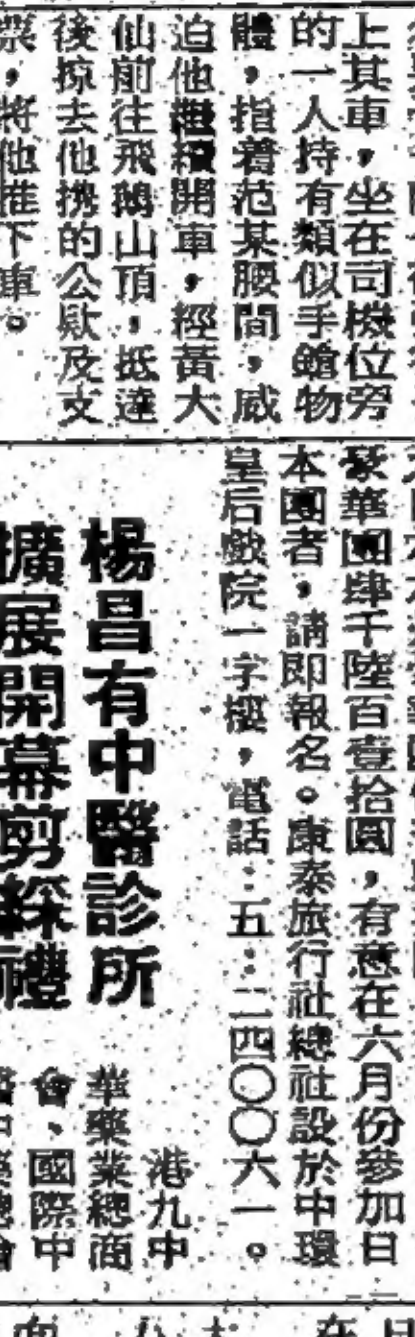 上其車，坐在司機位旁
的一人持有類似手鎗物
體，指着范某腰間，威
迫他繼續開車，經黃大
仙前往飛鵝山頂，抵達
後掠去他携的公欵及支
票，將他推下車。
豪華團肆千陸百壹拾圓，有意在六月份參加日
本團者，請即報名。康泰旅行社總社設於中環
皇后戲院一字樓，電話：五：二四〇〇六一。
楊昌有中醫診所
擴展開幕剪綵禮
港九中
華藥業總商
會、國際中